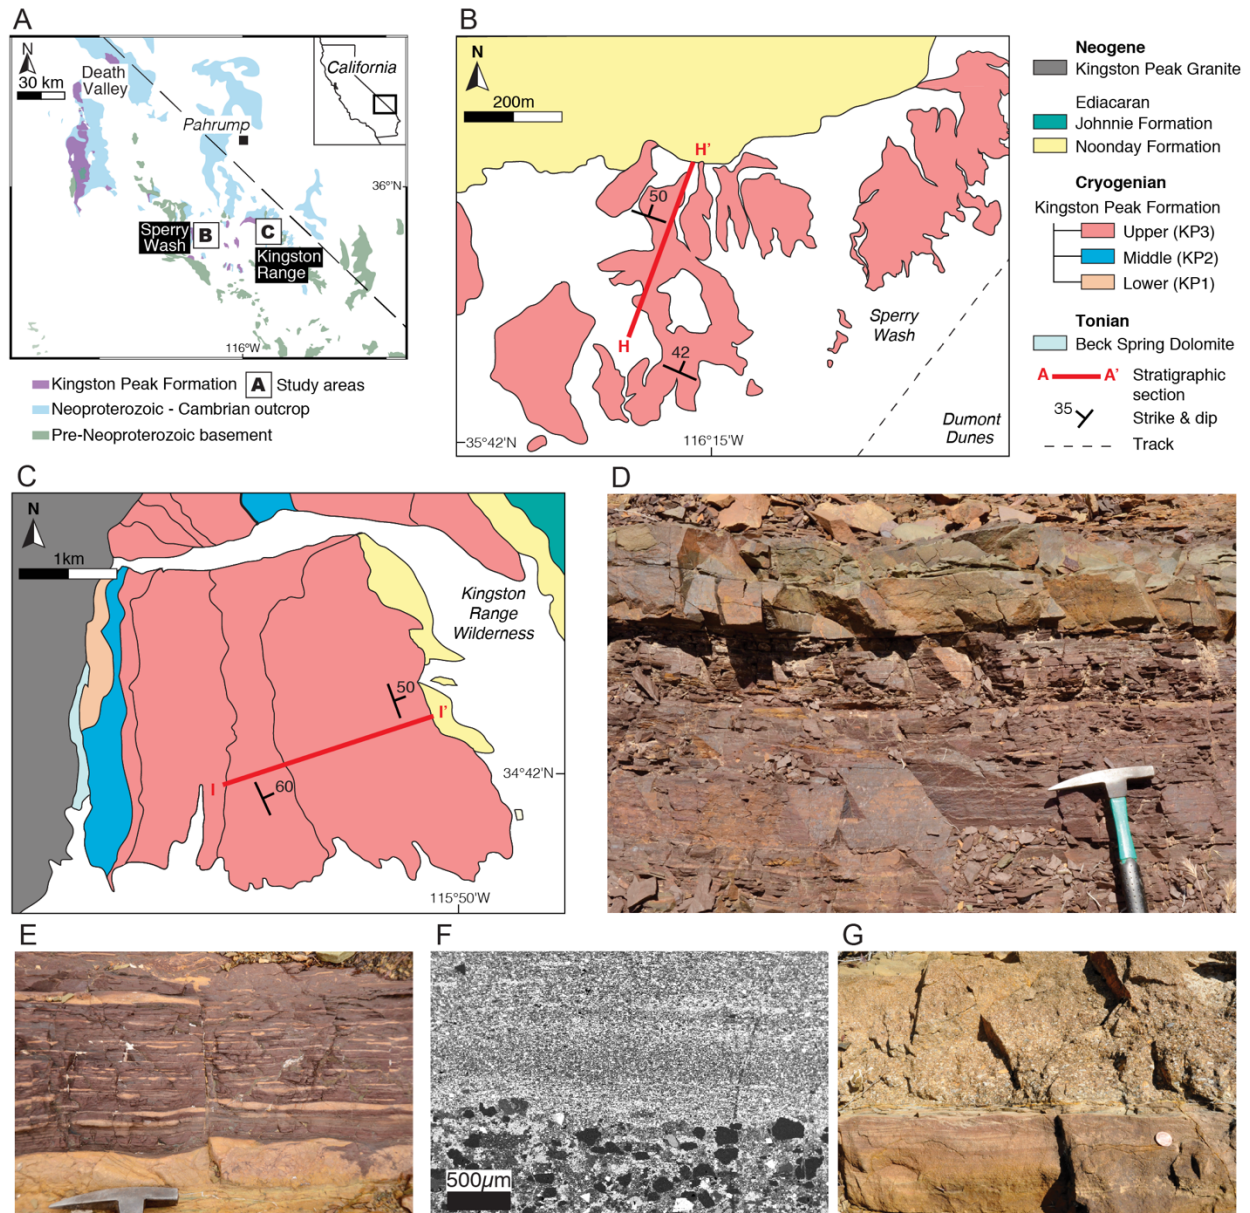 A
N
30 km
Death
Valley
California
Pahrump
36°N
Sperry
Wash
B
C
Kingston
Range
116°W
Kingston Peak Formation
A
Study areas
Neoproterozoic - Cambrian outcrop
Pre-Neoproterozoic basement
B
N
200m
H'
50
H
42
Sperry
Wash
Dumont
Dunes
35°42'N
116°15'W
Neogene
Kingston Peak Granite
Ediacaran
Johnnie Formation
Noonday Formation
Cryogenian
Kingston Peak Formation
Upper (KP3)
Middle (KP2)
Lower (KP1)
Tonian
Beck Spring Dolomite
A A' Stratigraphic
section
35 Strike & dip
Track
C
N
1km
Kingston
Range
Wilderness
50
I'
I
60
34°42'N
115°50'W
D
E
F
500µm
G